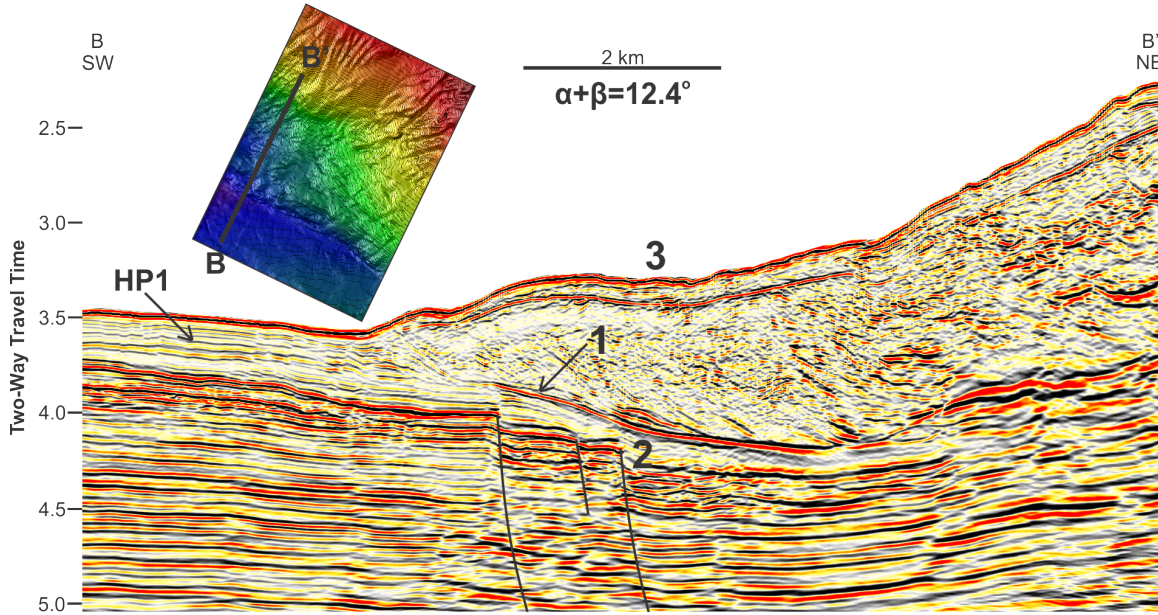 B
SW
B'
B
2 km
α+β=12.4°
B'
NE
2.5
3.0
3.5
4.0
4.5
5.0
Two-Way Travel Time
HP1
3
1
2